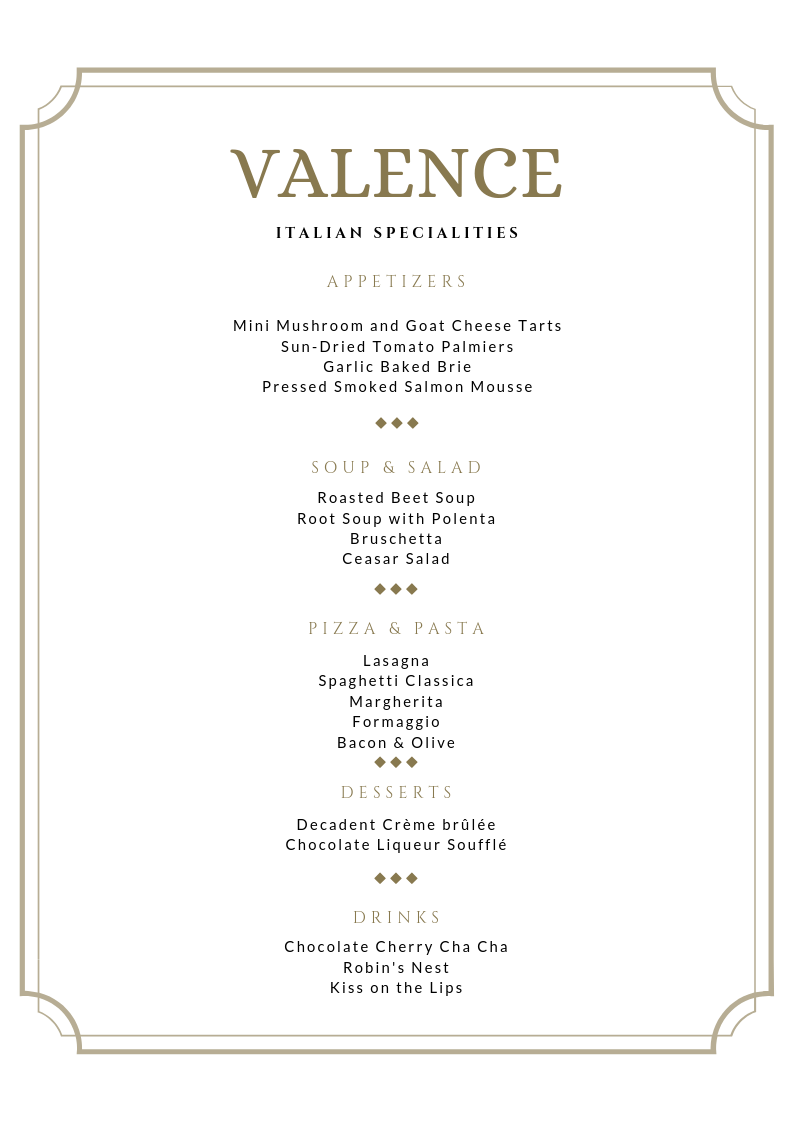 VALENCE
ITALIAN SPECIALITIES
APPETIZERS
Mini Mushroom and Goat Cheese Tarts
Sun-Dried Tomato Palmiers
Garlic Baked Brie
Pressed Smoked Salmon Mousse
SOUP & SALAD
Roasted Beet Soup
Root Soup with Polenta
Bruschetta
Ceasar Salad
PIZZA & PASTA
Lasagna
Spaghetti Classica
Margherita
Formaggio
Bacon & Olive
DESSERTS
Decadent Crème brûlée
Chocolate Liqueur Soufflé
DRINKS
Chocolate Cherry Cha Cha
Robin's Nest
Kiss on the Lips